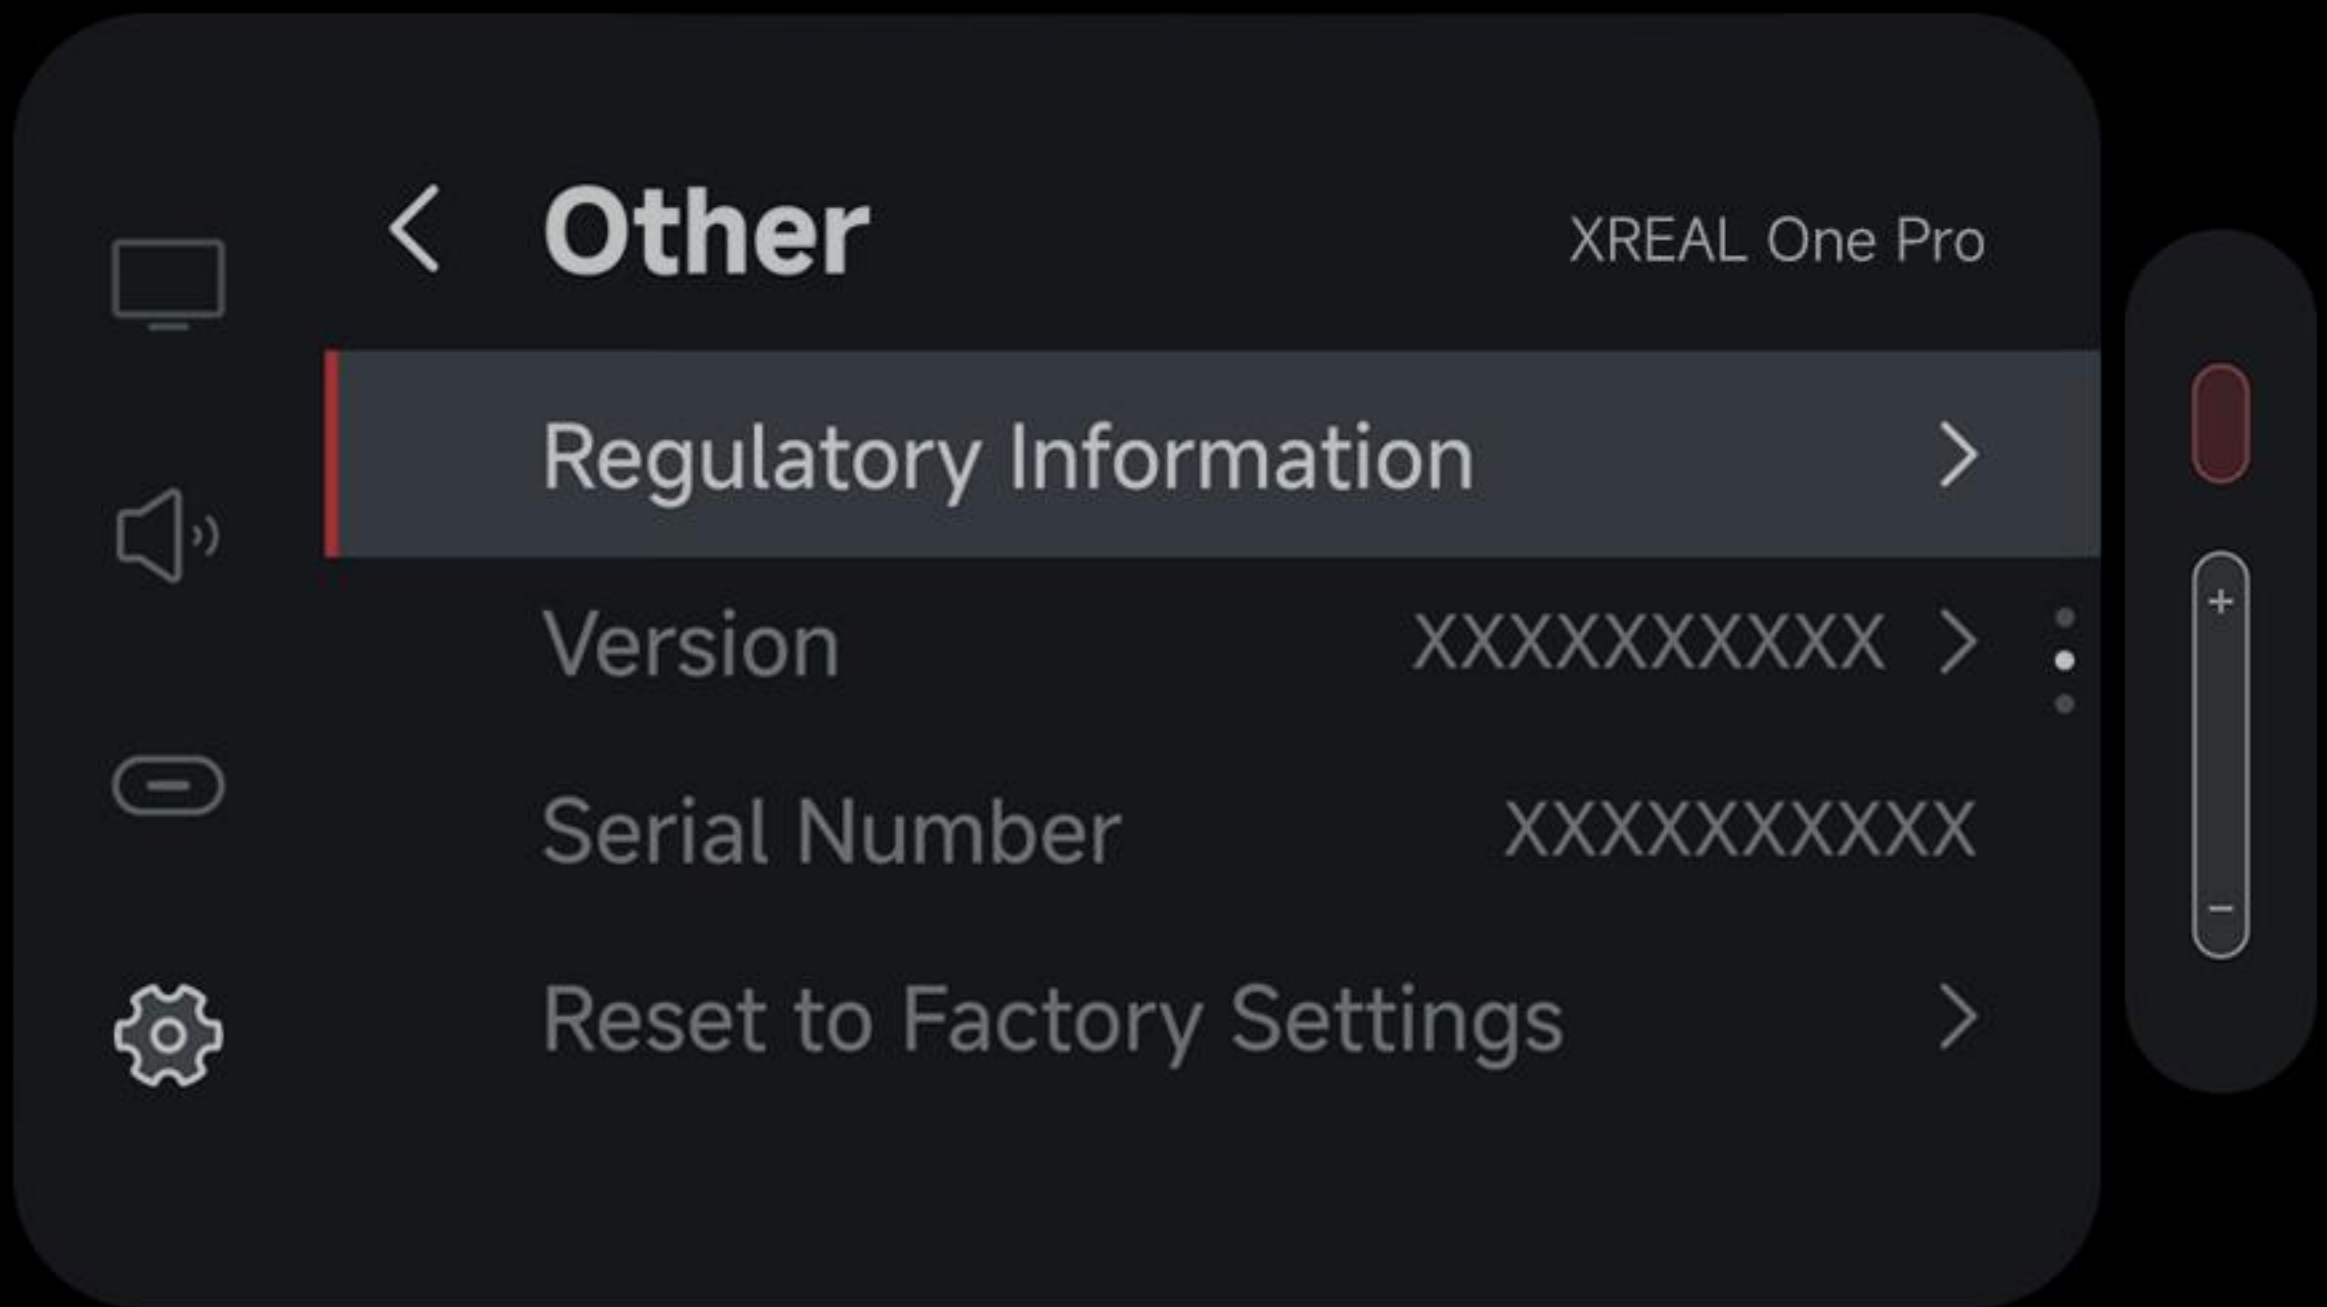 Other
XREAL One Pro
Regulatory Information
Version XXXXXXXXXX
Serial Number XXXXXXXXXX
Reset to Factory Settings
+
−